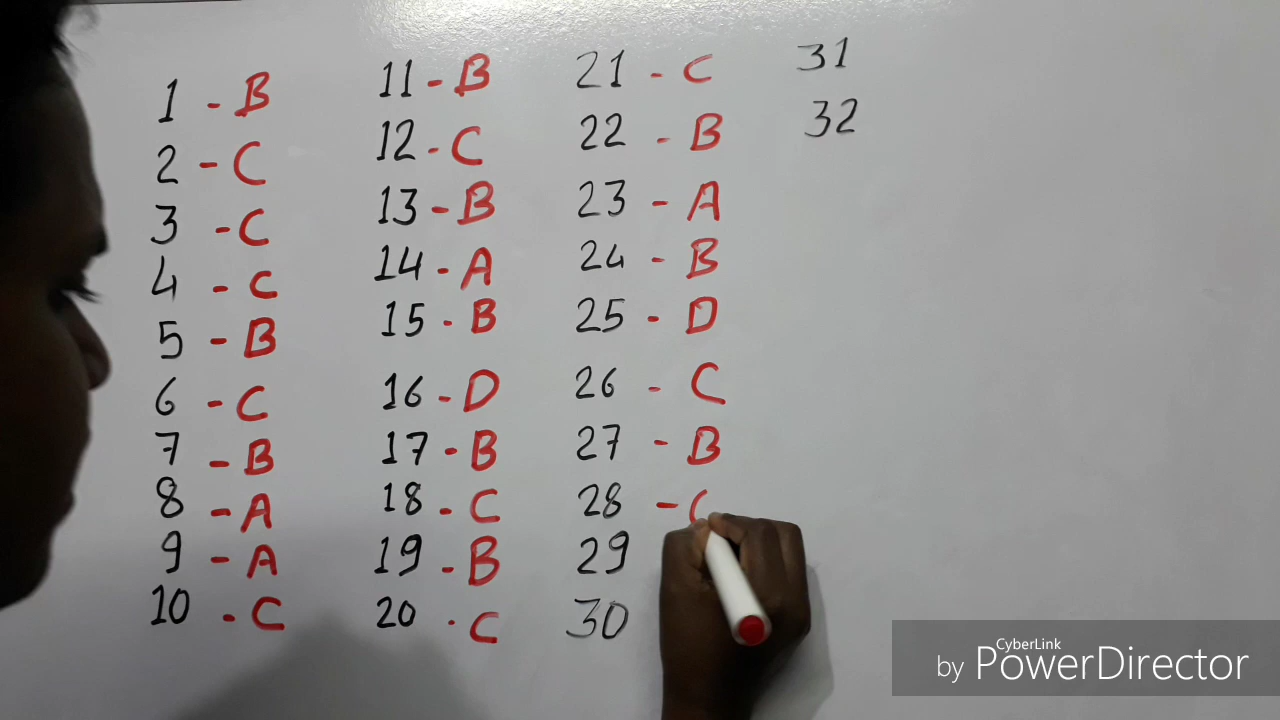 1 - B
2 - C
3 - C
4 - C
5 - B
6 - C
7 - B
8 - A
9 - A
10 - C
11 - B
12 - C
13 - B
14 - A
15 - B
16 - D
17 - B
18 - C
19 - B
20 - C
21 - C
22 - B
23 - A
24 - B
25 - D
26 - C
27 - B
28 - C
29
30
31
32
CyberLink
by PowerDirector